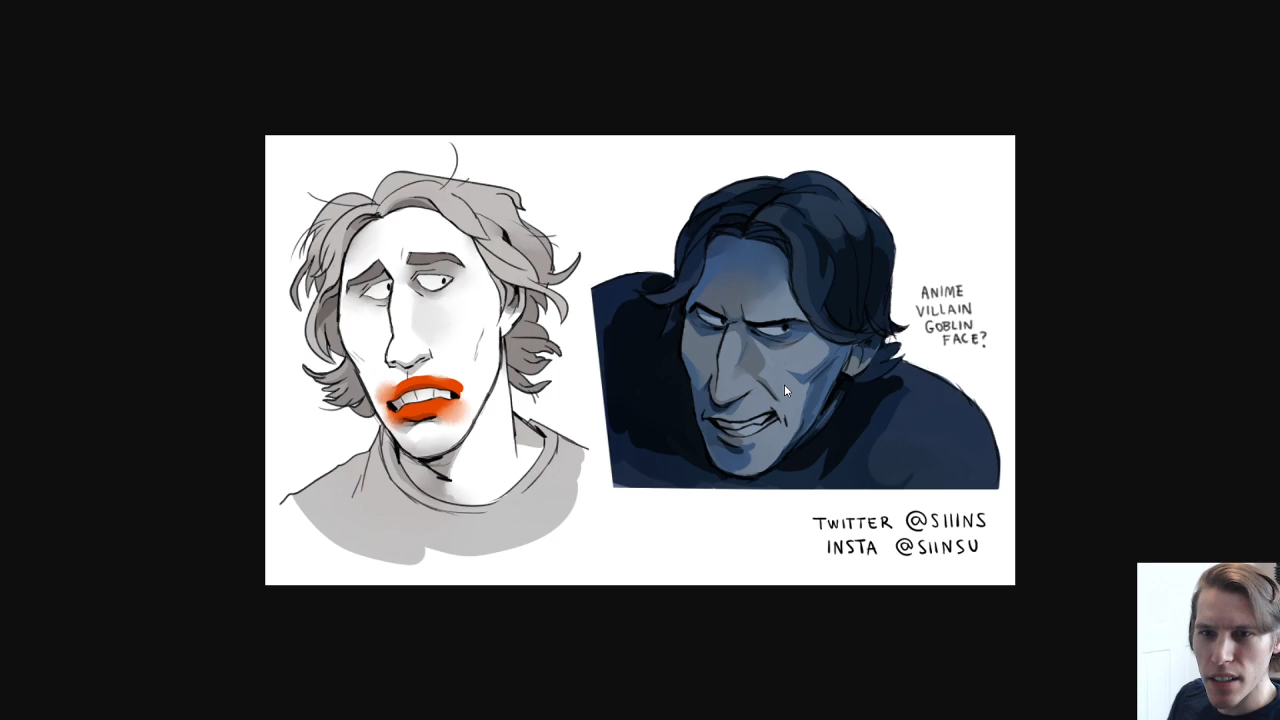 ANIME
VILLAIN
GOBLIN
FACE?
TWITTER @SIIINS
INSTA @SIINSU